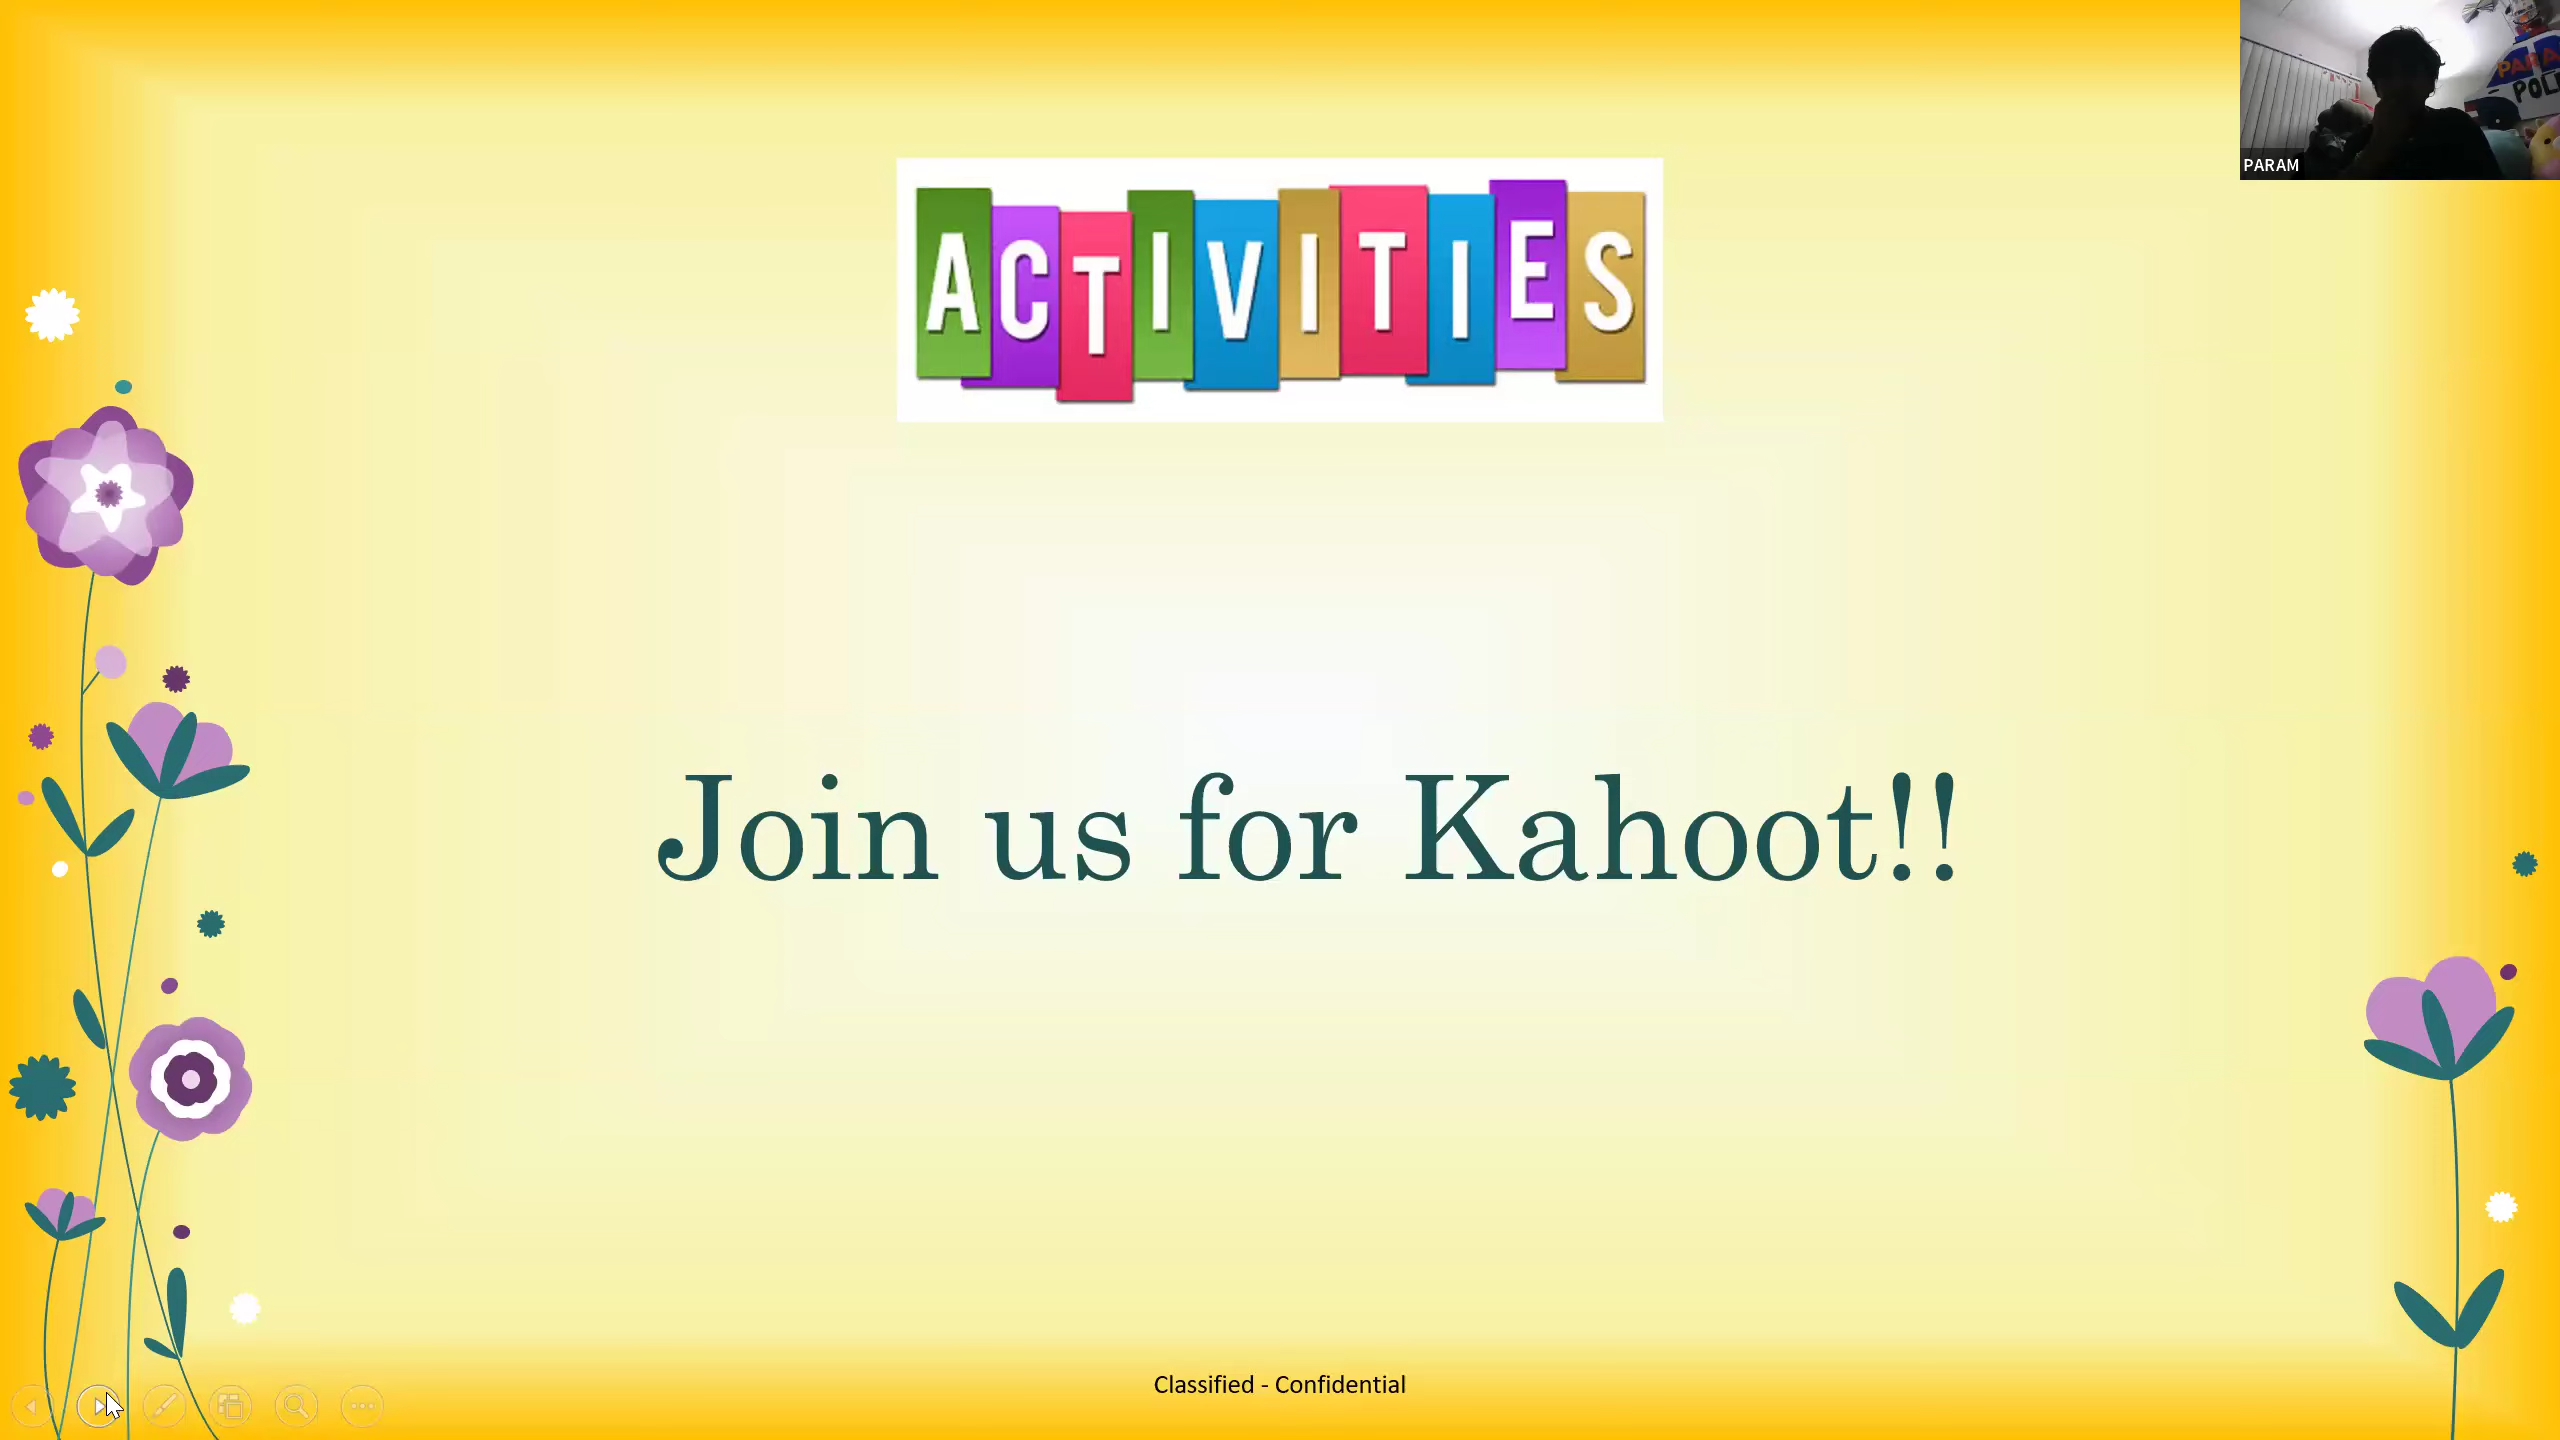 ACTIVITIES
PARAM
Join us for Kahoot!!
Classified - Confidential